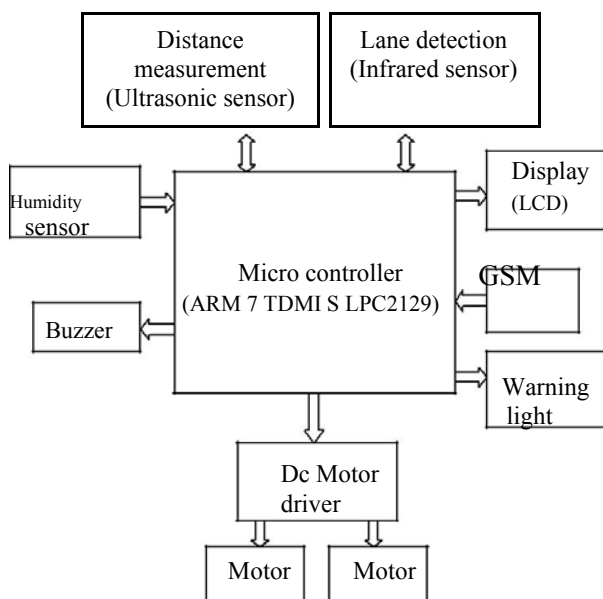 Distance
measurement
(Ultrasonic sensor)
Lane detection
(Infrared sensor)
Humidity
sensor
Display
(LCD)
Micro controller
(ARM 7 TDMI S LPC2129)
GSM
Buzzer
Warning
light
Dc Motor
driver
Motor
Motor